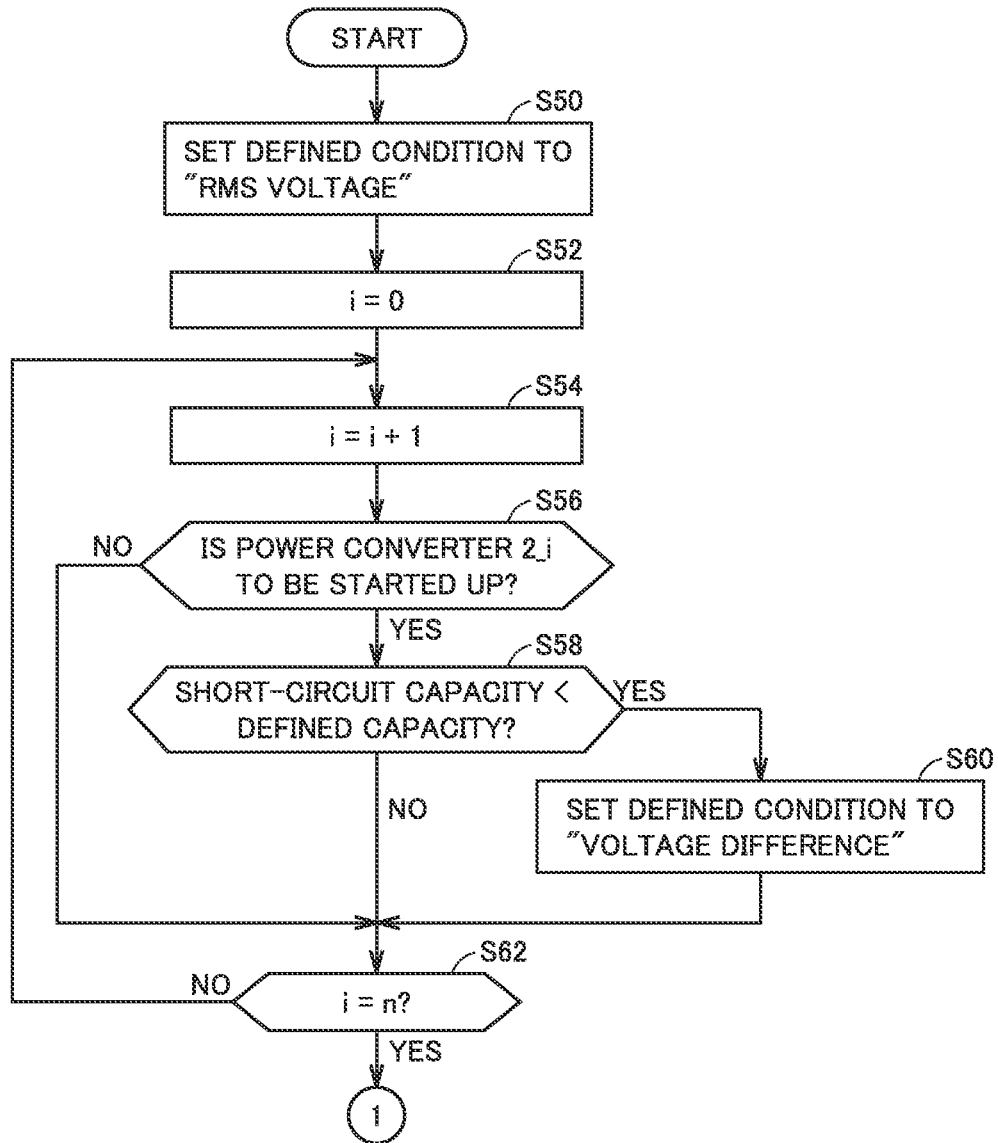 START
S50
SET DEFINED CONDITION TO
"RMS VOLTAGE"
S52
i = 0
S54
i = i + 1
S56
NO
IS POWER CONVERTER 2_i
TO BE STARTED UP?
YES
S58
SHORT-CIRCUIT CAPACITY <
DEFINED CAPACITY?
YES
S60
NO
SET DEFINED CONDITION TO
"VOLTAGE DIFFERENCE"
S62
NO
i = n?
YES
1